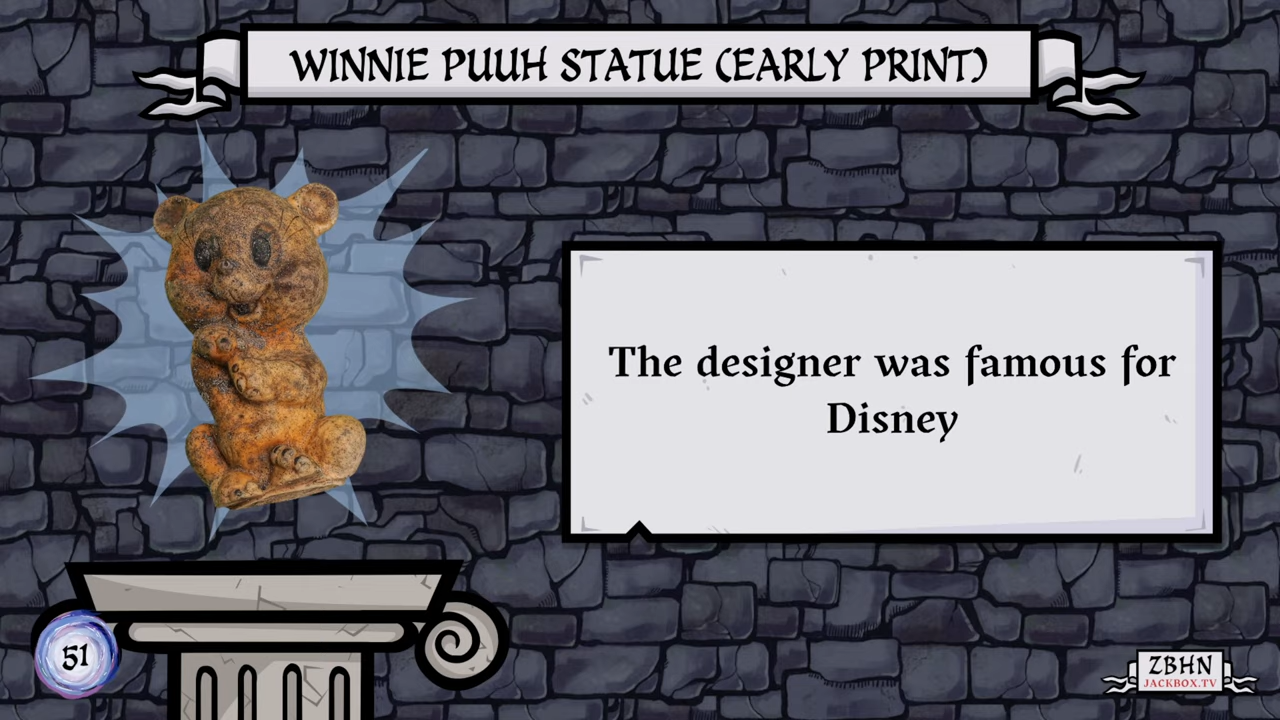 WINNIE PUUH STATUE (EARLY PRINT)
The designer was famous for
Disney
51
ZBHN
JACKBOX.TV